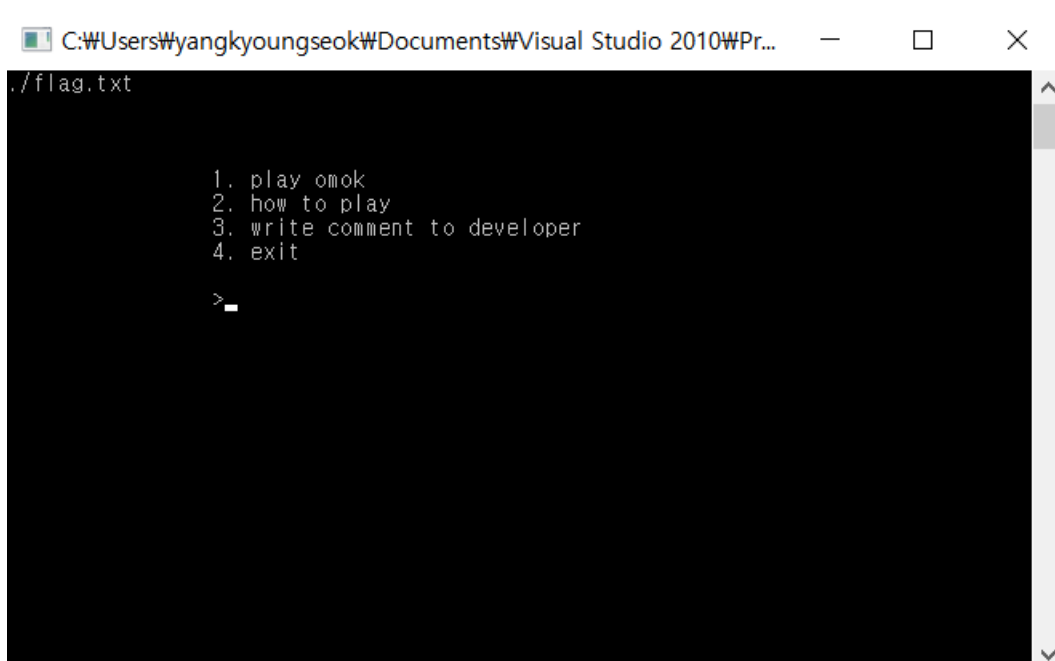 C:₩Users₩yangkyoungseok₩Documents₩Visual Studio 2010₩Pr...
./flag.txt
1. play omok
2. how to play
3. write comment to developer
4. exit
>